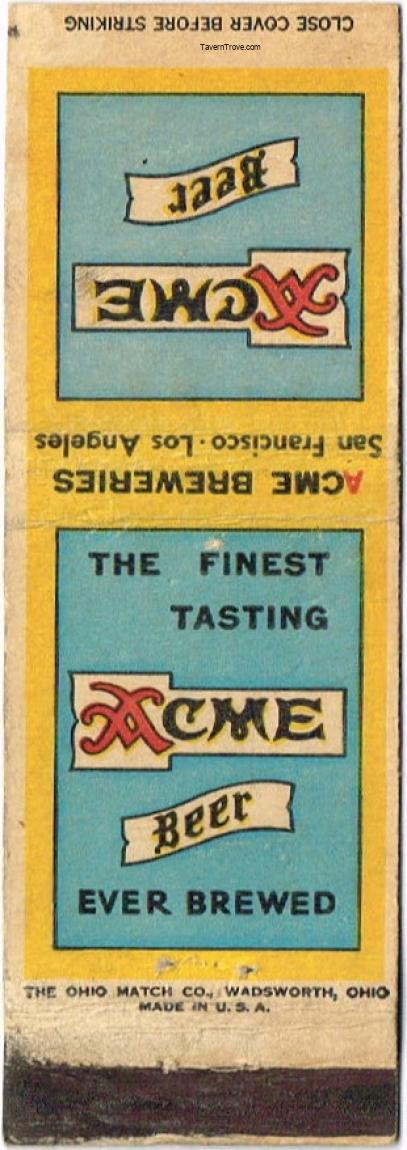 CLOSE COVER BEFORE STRIKING
TavernTrove.com
Beer
ACME
San Francisco · Los Angeles
ACME BREWERIES
THE FINEST
TASTING
ACME
Beer
EVER BREWED
THE OHIO MATCH CO., WADSWORTH, OHIO
MADE IN U. S. A.